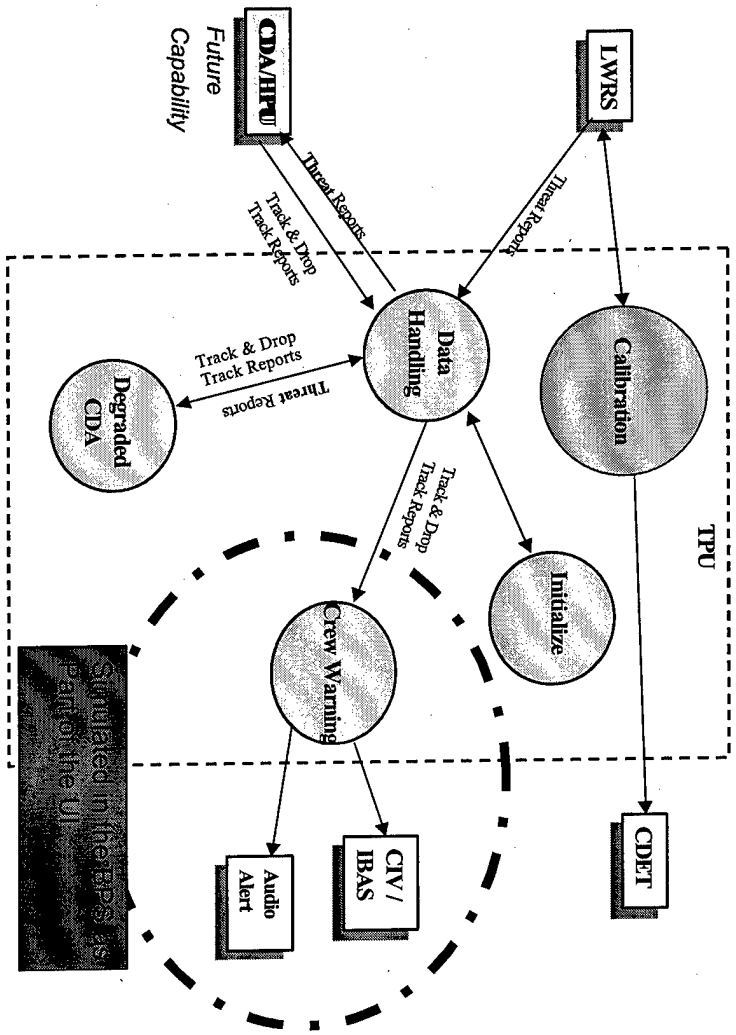 LWRS
CDA/HPU
Future
Capability
Threat Reports
Threat Reports
Track & Drop
Track Reports
TPU
Calibration
Data
Handling
Initialize
Track & Drop
Track Reports
Threat Reports
Degraded
CDA
Track & Drop
Track Reports
Crew Warning
CDET
CIV /
IBAS
Audio
Alert
Simulated in the BPS as
Part of the UI